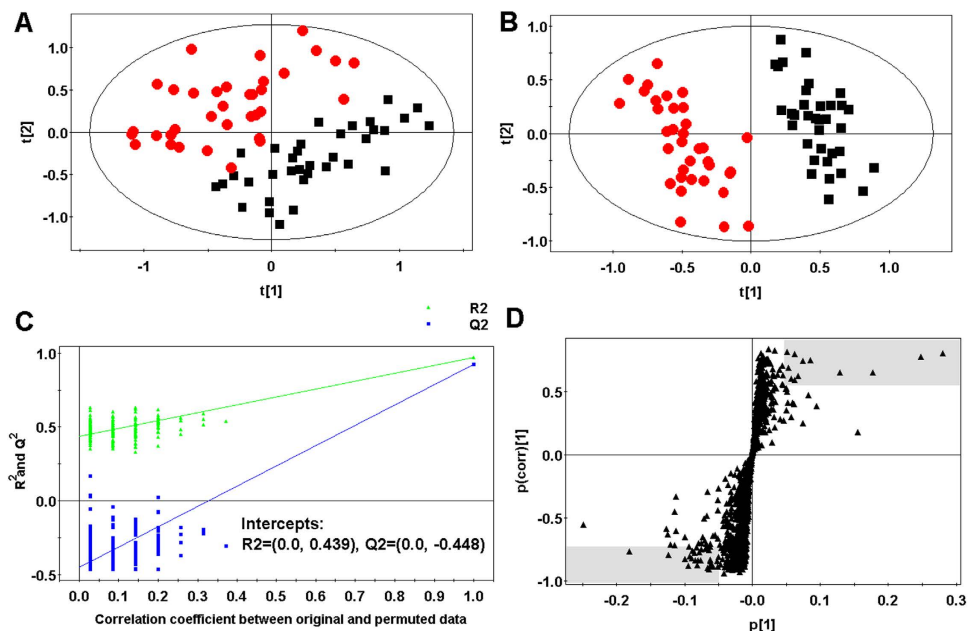 A
1.0
0.5
0.0
-0.5
-1.0
t[2]
-1
0
1
t[1]
B
1.0
0.5
0.0
-0.5
-1.0
t[2]
-1.0
-0.5
0.0
0.5
1.0
t[1]
C
R2
Q2
1.0
0.5
0.0
-0.5
R²and Q²
Intercepts:
R2=(0.0, 0.439), Q2=(0.0, -0.448)
0.0
0.1
0.2
0.3
0.4
0.5
0.6
0.7
0.8
0.9
1.0
Correlation coefficient between original and permuted data
D
0.5
0.0
-0.5
-1.0
p(corr)[1]
-0.2
-0.1
-0.0
0.1
0.2
0.3
p[1]